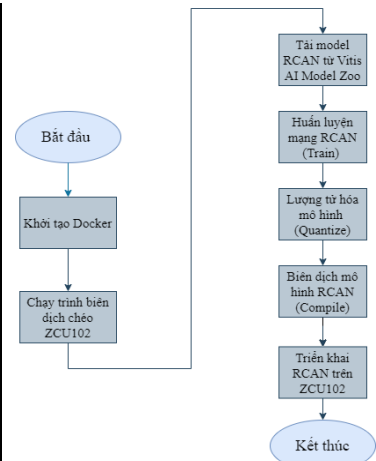 Bắt đầu
Khởi tạo Docker
Chạy trình biên
dịch chéo
ZCU102
Tải model
RCAN từ Vitis
AI Model Zoo
Huấn luyện
mạng RCAN
(Train)
Lượng tử hóa
mô hình
(Quantize)
Biên dịch mô
hình RCAN
(Compile)
Triển khai
RCAN trên
ZCU102
Kết thúc